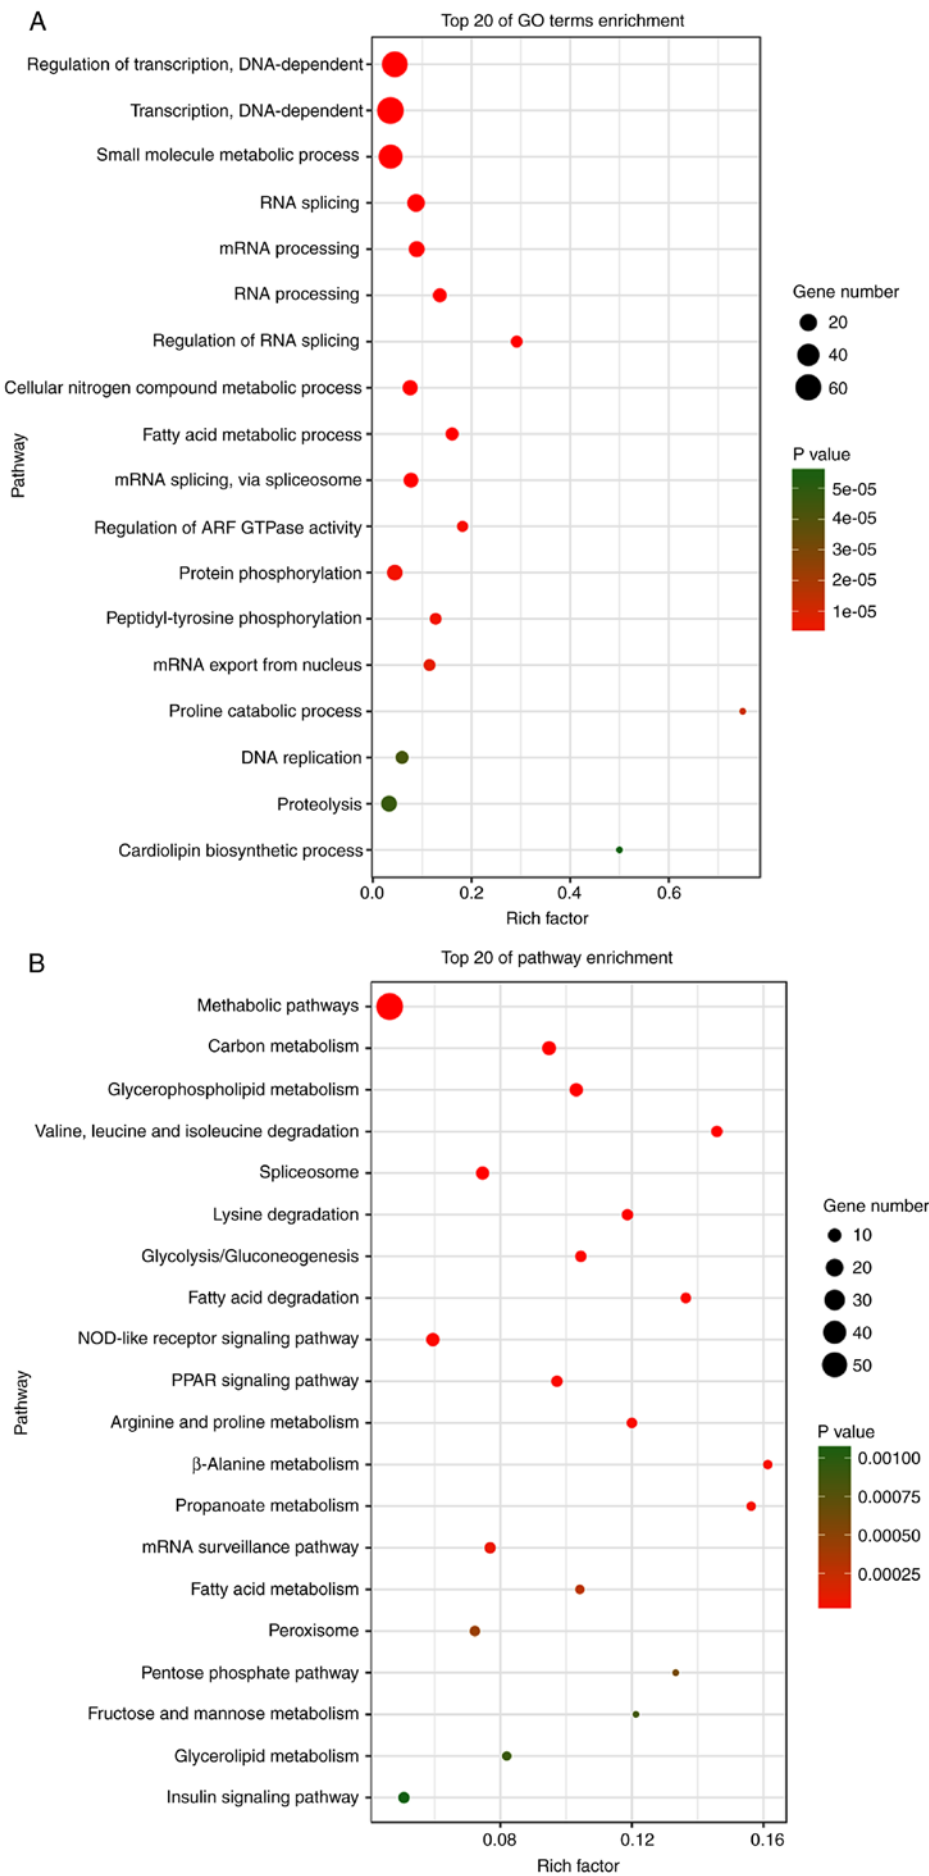 A
Top 20 of GO terms enrichment
Regulation of transcription, DNA-dependent
Transcription, DNA-dependent
Small molecule metabolic process
RNA splicing
mRNA processing
RNA processing
Regulation of RNA splicing
Cellular nitrogen compound metabolic process
Fatty acid metabolic process
mRNA splicing, via spliceosome
Regulation of ARF GTPase activity
Protein phosphorylation
Peptidyl-tyrosine phosphorylation
mRNA export from nucleus
Proline catabolic process
DNA replication
Proteolysis
Cardiolipin biosynthetic process
Pathway
0.0 0.2 0.4 0.6
Rich factor
Gene number
20
40
60
P value
5e-05
4e-05
3e-05
2e-05
1e-05
B
Top 20 of pathway enrichment
Methabolic pathways
Carbon metabolism
Glycerophospholipid metabolism
Valine, leucine and isoleucine degradation
Spliceosome
Lysine degradation
Glycolysis/Gluconeogenesis
Fatty acid degradation
NOD-like receptor signaling pathway
PPAR signaling pathway
Arginine and proline metabolism
β-Alanine metabolism
Propanoate metabolism
mRNA surveillance pathway
Fatty acid metabolism
Peroxisome
Pentose phosphate pathway
Fructose and mannose metabolism
Glycerolipid metabolism
Insulin signaling pathway
Pathway
0.08 0.12 0.16
Rich factor
Gene number
10
20
30
40
50
P value
0.00100
0.00075
0.00050
0.00025